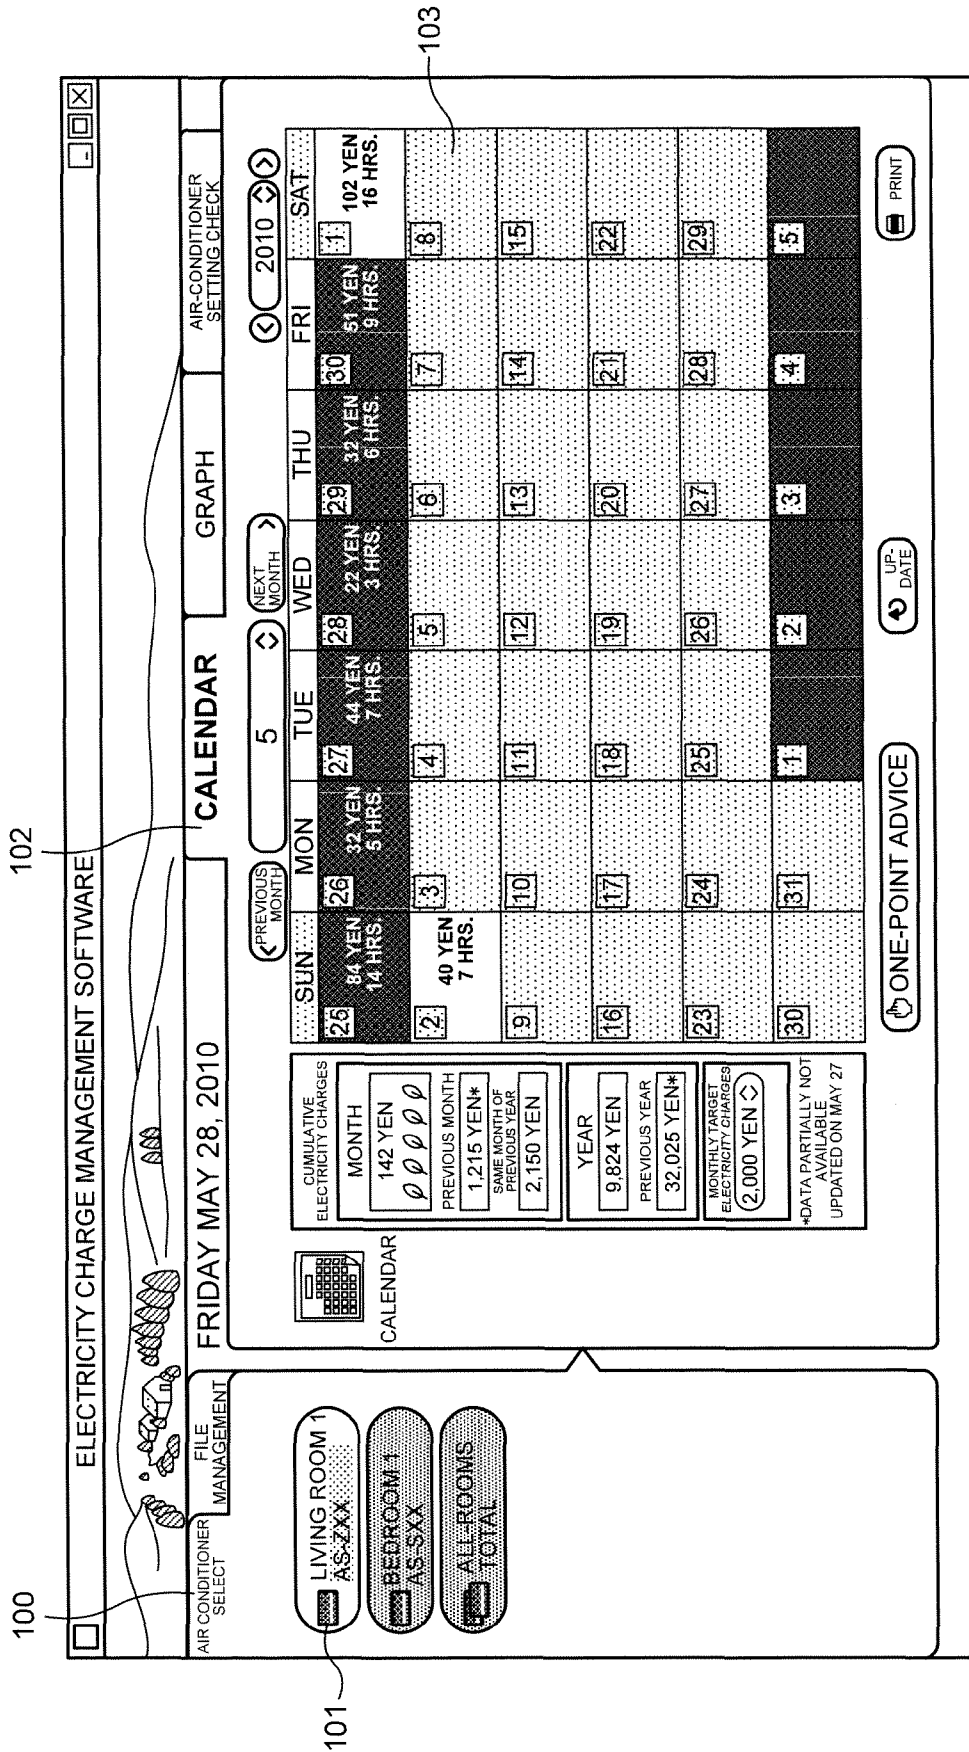 ELECTRICITY CHARGE MANAGEMENT SOFTWARE
100
101
102
103
AIR CONDITIONER
SELECT
FILE
MANAGEMENT
FRIDAY MAY 28, 2010
CALENDAR
GRAPH
AIR-CONDITIONER
SETTING CHECK
LIVING ROOM 1
AS-ZXX
BEDROOM 1
AS-SXX
ALL-ROOMS
TOTAL
CALENDAR
CUMULATIVE
ELECTRICITY CHARGES
MONTH
142 YEN
PREVIOUS MONTH
1,215 YEN*
SAME MONTH OF
PREVIOUS YEAR
2,150 YEN
YEAR
9,824 YEN
PREVIOUS YEAR
32,025 YEN*
MONTHLY TARGET
ELECTRICITY CHARGES
2,000 YEN
*DATA PARTIALLY NOT
AVAILABLE
UPDATED ON MAY 27
PREVIOUS
MONTH
5
NEXT
MONTH
2010
SUN MON TUE WED THU FRI SAT
25 84 YEN 14 HRS.
26 32 YEN 5 HRS.
27 44 YEN 7 HRS.
28 22 YEN 3 HRS.
29 32 YEN 6 HRS.
30 51 YEN 9 HRS.
1 102 YEN 16 HRS.
2 40 YEN 7 HRS.
3 4 5 6 7 8
9 10 11 12 13 14 15
16 17 18 19 20 21 22
23 24 25 26 27 28 29
30 31 1 2 3 4 5
ONE-POINT ADVICE
UP-
DATE
PRINT